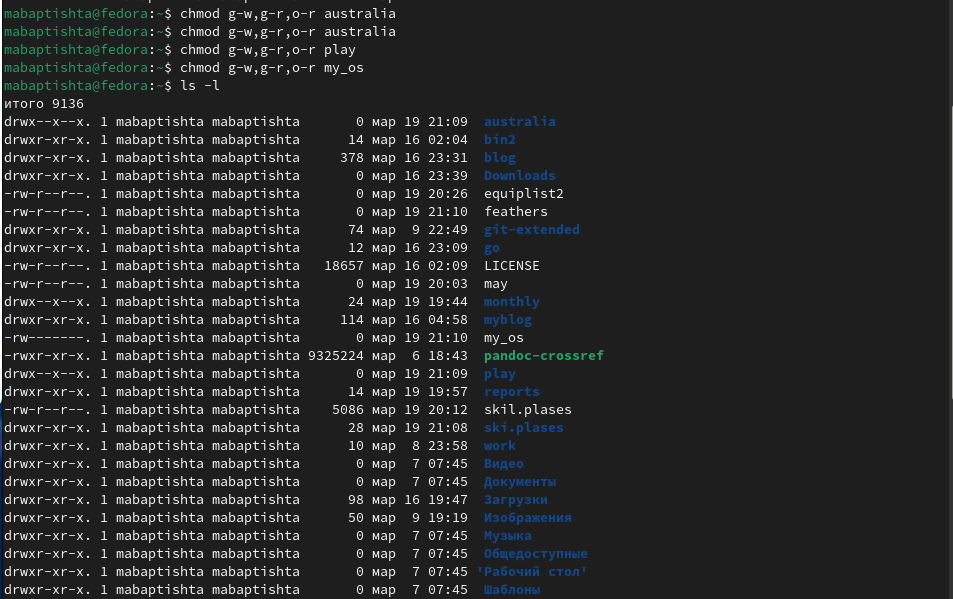 mabaptishta@fedora:~$ chmod g-w,g-r,o-r australia
mabaptishta@fedora:~$ chmod g-w,g-r,o-r australia
mabaptishta@fedora:~$ chmod g-w,g-r,o-r play
mabaptishta@fedora:~$ chmod g-w,g-r,o-r my_os
mabaptishta@fedora:~$ ls -l
итого 9136
drwx--x--x. 1 mabaptishta mabaptishta       0 мар 19 21:09  australia
drwxr-xr-x. 1 mabaptishta mabaptishta      14 мар 16 02:04  bin2
drwxr-xr-x. 1 mabaptishta mabaptishta     378 мар 16 23:31  blog
drwxr-xr-x. 1 mabaptishta mabaptishta       0 мар 16 23:39  Downloads
-rw-r--r--. 1 mabaptishta mabaptishta       0 мар 19 20:26  equiplist2
-rw-r--r--. 1 mabaptishta mabaptishta       0 мар 19 21:10  feathers
drwxr-xr-x. 1 mabaptishta mabaptishta      74 мар  9 22:49  git-extended
drwxr-xr-x. 1 mabaptishta mabaptishta      12 мар 16 23:09  go
-rw-r--r--. 1 mabaptishta mabaptishta   18657 мар 16 02:09  LICENSE
-rw-r--r--. 1 mabaptishta mabaptishta       0 мар 19 20:03  may
drwx--x--x. 1 mabaptishta mabaptishta      24 мар 19 19:44  monthly
drwxr-xr-x. 1 mabaptishta mabaptishta     114 мар 16 04:58  myblog
-rw-------. 1 mabaptishta mabaptishta       0 мар 19 21:10  my_os
-rwxr-xr-x. 1 mabaptishta mabaptishta 9325224 мар  6 18:43  pandoc-crossref
drwx--x--x. 1 mabaptishta mabaptishta       0 мар 19 21:09  play
drwxr-xr-x. 1 mabaptishta mabaptishta      14 мар 19 19:57  reports
-rw-r--r--. 1 mabaptishta mabaptishta    5086 мар 19 20:12  skil.plases
drwxr-xr-x. 1 mabaptishta mabaptishta      28 мар 19 21:08  ski.plases
drwxr-xr-x. 1 mabaptishta mabaptishta      10 мар  8 23:58  work
drwxr-xr-x. 1 mabaptishta mabaptishta       0 мар  7 07:45  Видео
drwxr-xr-x. 1 mabaptishta mabaptishta       0 мар  7 07:45  Документы
drwxr-xr-x. 1 mabaptishta mabaptishta      98 мар 16 19:47  Загрузки
drwxr-xr-x. 1 mabaptishta mabaptishta      50 мар  9 19:19  Изображения
drwxr-xr-x. 1 mabaptishta mabaptishta       0 мар  7 07:45  Музыка
drwxr-xr-x. 1 mabaptishta mabaptishta       0 мар  7 07:45  Общедоступные
drwxr-xr-x. 1 mabaptishta mabaptishta       0 мар  7 07:45 'Рабочий стол'
drwxr-xr-x. 1 mabaptishta mabaptishta       0 мар  7 07:45  Шаблоны